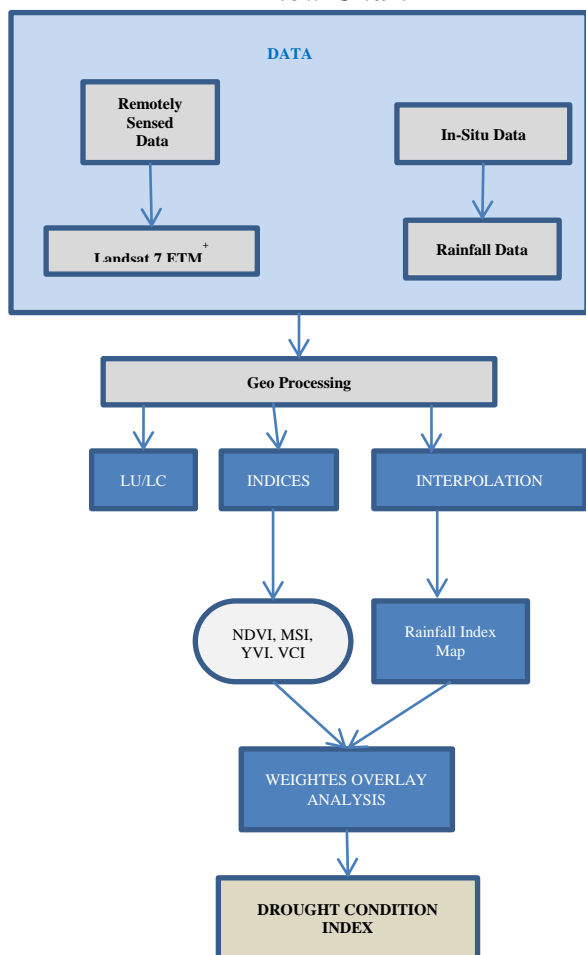 DATA
Remotely
Sensed
Data
In-Situ Data
Landsat 7 ETM+
Rainfall Data
Geo Processing
LU/LC
INDICES
INTERPOLATION
NDVI, MSI,
YVI. VCI
Rainfall Index
Map
WEIGHTES OVERLAY
ANALYSIS
DROUGHT CONDITION
INDEX